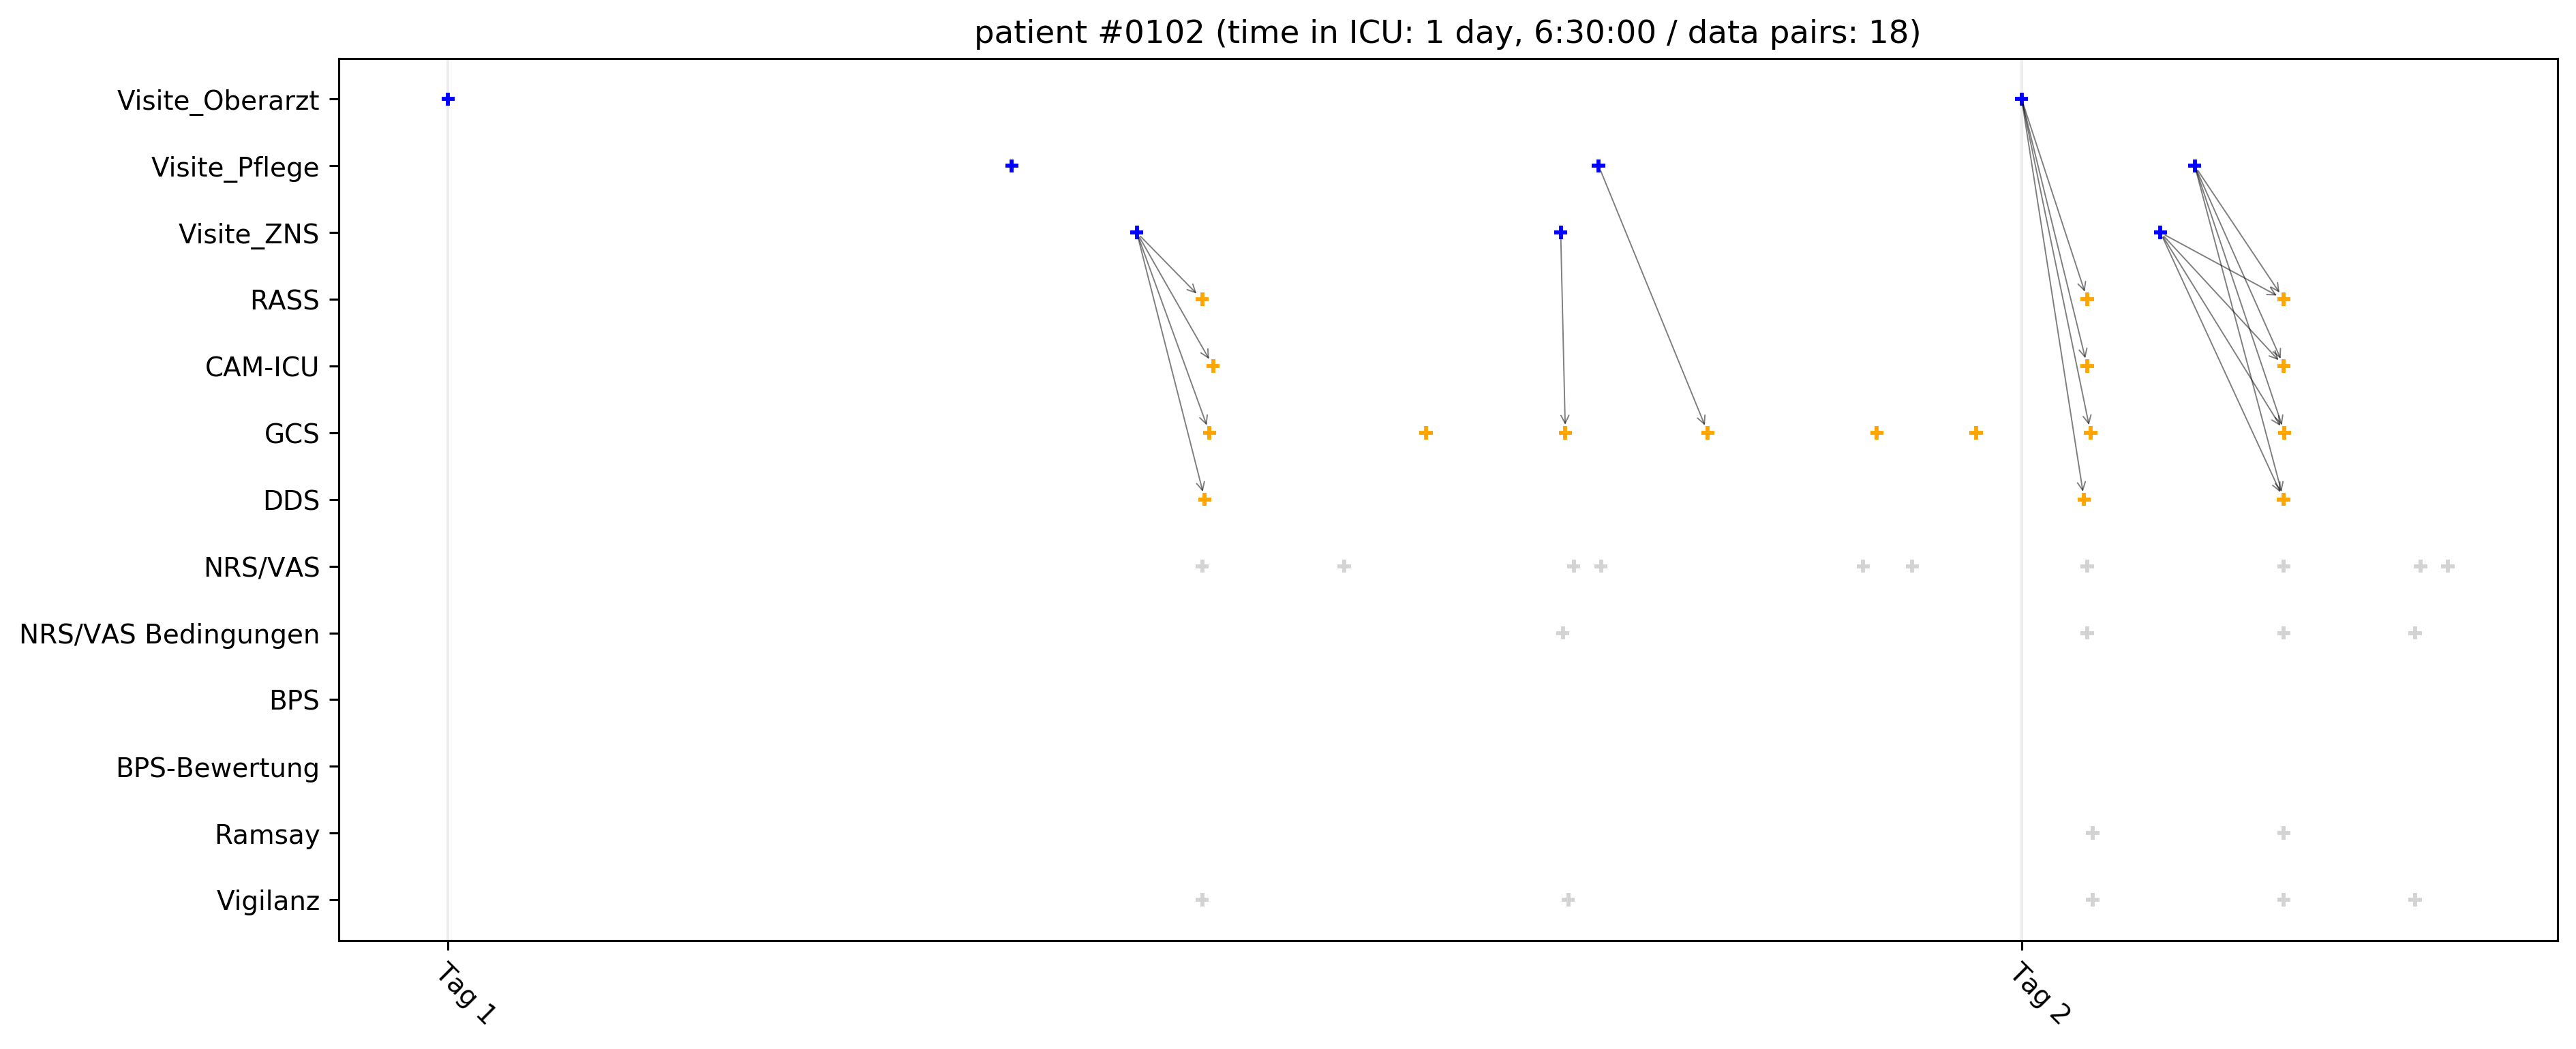 patient #0102 (time in ICU: 1 day, 6:30:00 / data pairs: 18)
Visite_Oberarzt
Visite_Pflege
Visite_ZNS
RASS
CAM-ICU
GCS
DDS
NRS/VAS
NRS/VAS Bedingungen
BPS
BPS-Bewertung
Ramsay
Vigilanz
Tag 1
Tag 2